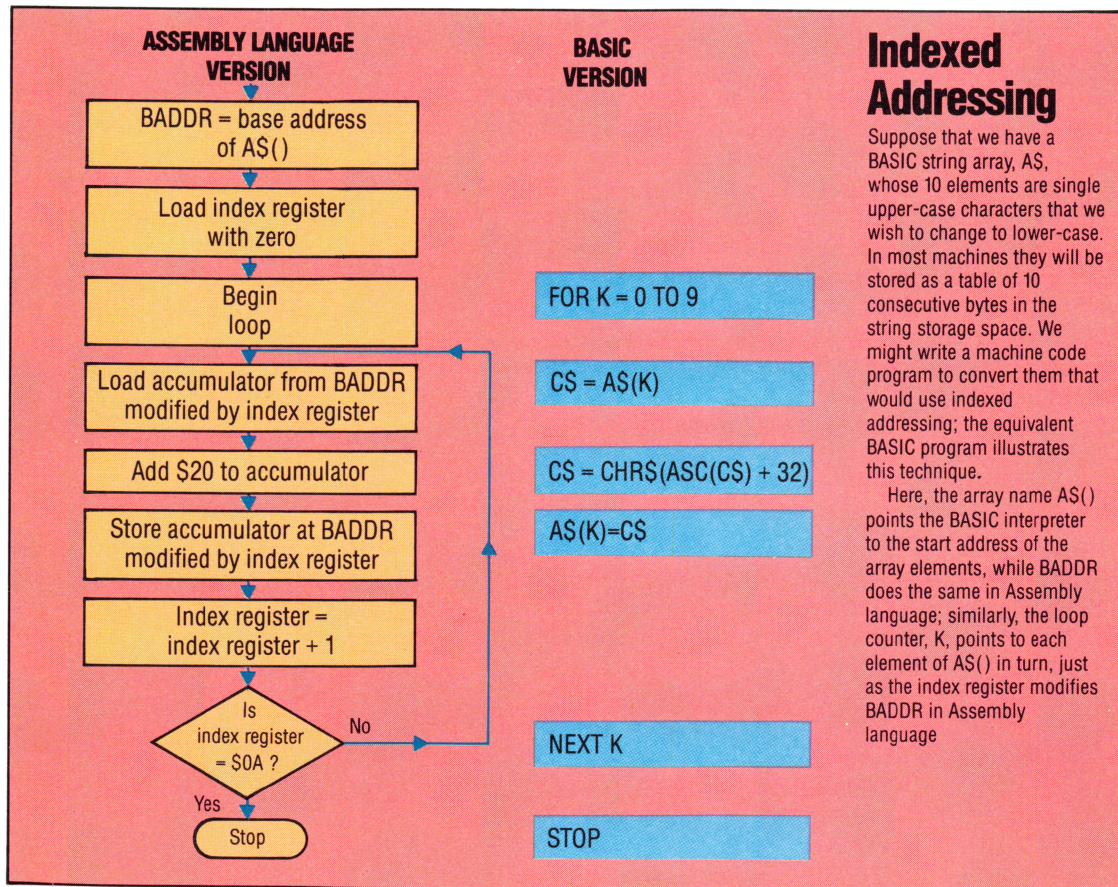 ASSEMBLY LANGUAGE
VERSION
BADDR = base address
of A$()
Load index register
with zero
Begin
loop
Load accumulator from BADDR
modified by index register
Add $20 to accumulator
Store accumulator at BADDR
modified by index register
Index register =
index register + 1
Is
index register
= $0A ?
No
Yes
Stop
BASIC
VERSION
FOR K = 0 TO 9
C$ = A$(K)
C$ = CHR$(ASC(C$) + 32)
A$(K)=C$
NEXT K
STOP
Indexed
Addressing
Suppose that we have a
BASIC string array, A$,
whose 10 elements are single
upper-case characters that we
wish to change to lower-case.
In most machines they will be
stored as a table of 10
consecutive bytes in the
string storage space. We
might write a machine code
program to convert them that
would use indexed
addressing; the equivalent
BASIC program illustrates
this technique.
Here, the array name A$()
points the BASIC interpreter
to the start address of the
array elements, while BADDR
does the same in Assembly
language; similarly, the loop
counter, K, points to each
element of A$() in turn, just
as the index register modifies
BADDR in Assembly
language